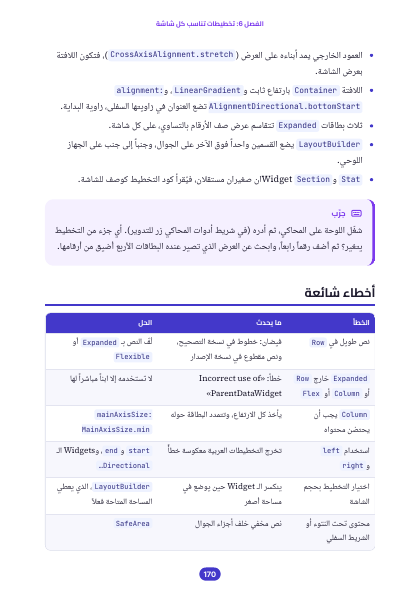 الفصل 6: تخطيطات تناسب كل شاشة
• العمود الخارجي يمد أبناءه على العرض (CrossAxisAlignment.stretch)، فتكون اللافتة
بعرض الشاشة.
• اللافتة Container بارتفاع ثابت و LinearGradient، و alignment:
AlignmentDirectional.bottomStart تضع العنوان في زاويتها السفلى، زاوية البداية.
• ثلاث بطاقات Expanded تتقاسم عرض صف الأرقام بالتساوي، على كل شاشة.
• LayoutBuilder يضع القسمين واحداً فوق الآخر على الجوال، وجنباً إلى جنب على الجهاز
اللوحي.
• Stat و Section Widgetان صغيران مستقلان، فيُقرأ كود التخطيط كوصف للشاشة.
جرّب
شغّل اللوحة على المحاكي، ثم أدره (في شريط أدوات المحاكي زر للتدوير). أي جزء من التخطيط
يتغير؟ ثم أضف رقماً رابعاً، وابحث عن العرض الذي تصير عنده البطاقات الأربع أضيق من أرقامها.
أخطاء شائعة
الخطأ ما يحدث الحل
نص طويل في Row فيضان: خطوط في نسخة التصحيح، لُفّ النص بـ Expanded أو
ونص مقطوع في نسخة الإصدار Flexible
Expanded خارج Row خطأ: «Incorrect use of لا تستخدمه إلا ابناً مباشراً لها
أو Column أو Flex ParentDataWidget»
Column يجب أن يأخذ كل الارتفاع، وتتمدد البطاقة حوله mainAxisSize:
يحتضن محتواه MainAxisSize.min
استخدام left تخرج التخطيطات العربية معكوسة خطأً start و end، وWidgets الـ
و right Directional…
اختيار التخطيط بحجم ينكسر الـ Widget حين يوضع في LayoutBuilder، الذي يعطي
الشاشة مساحة أصغر المساحة المتاحة فعلاً
محتوى تحت النتوء أو نص مخفي خلف أجزاء الجوال SafeArea
الشريط السفلي
170